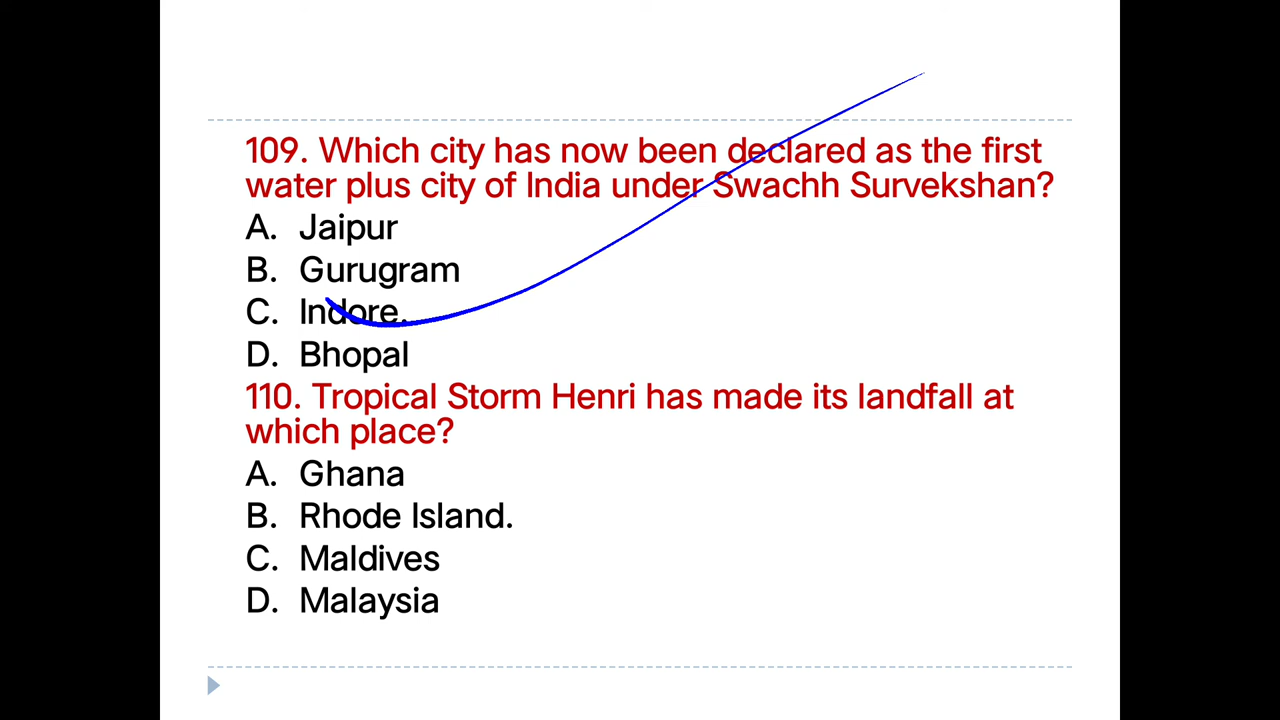 109. Which city has now been declared as the first
water plus city of India under Swachh Survekshan?
A. Jaipur
B. Gurugram
C. Indore.
D. Bhopal
110. Tropical Storm Henri has made its landfall at
which place?
A. Ghana
B. Rhode Island.
C. Maldives
D. Malaysia